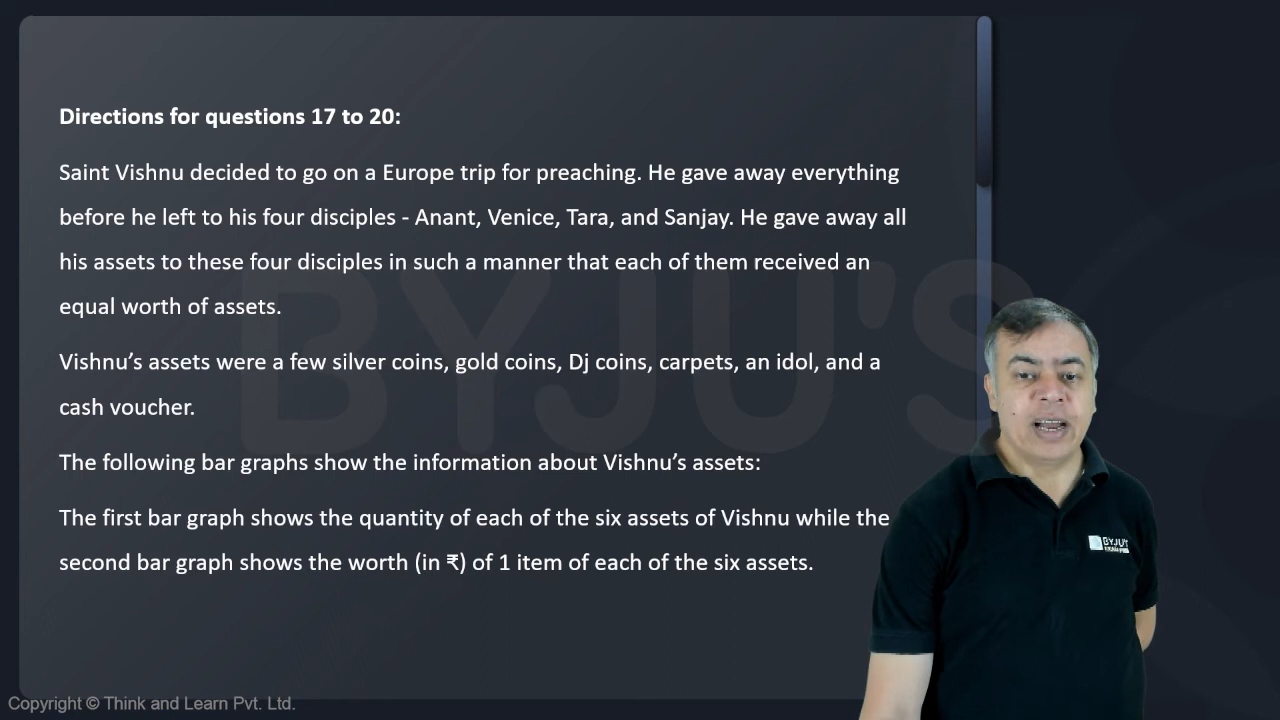 Directions for questions 17 to 20:
Saint Vishnu decided to go on a Europe trip for preaching. He gave away everything
before he left to his four disciples - Anant, Venice, Tara, and Sanjay. He gave away all
his assets to these four disciples in such a manner that each of them received an
equal worth of assets.
Vishnu’s assets were a few silver coins, gold coins, Dj coins, carpets, an idol, and a
cash voucher.
The following bar graphs show the information about Vishnu’s assets:
The first bar graph shows the quantity of each of the six assets of Vishnu while the
second bar graph shows the worth (in ₹) of 1 item of each of the six assets.
BYJU'S
BYJU'S
Copyright © Think and Learn Pvt. Ltd.